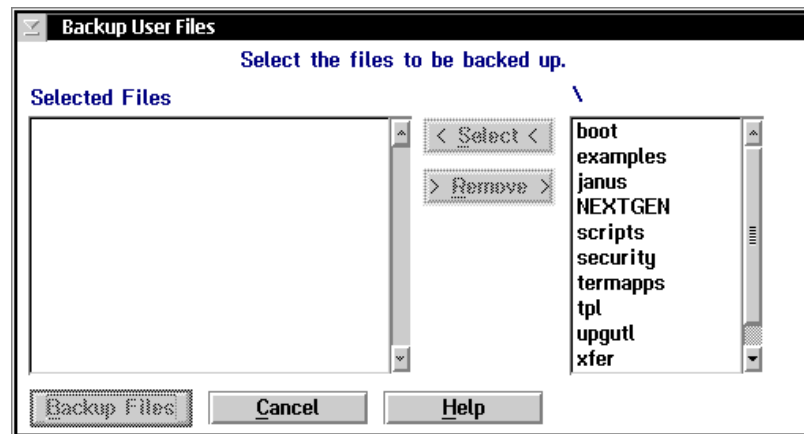 Backup User Files
Select the files to be backed up.
Selected Files
\
< Select <
> Remove >
boot
examples
janus
NEXTGEN
scripts
security
termapps
tpl
upgutl
xfer
Backup Files
Cancel
Help